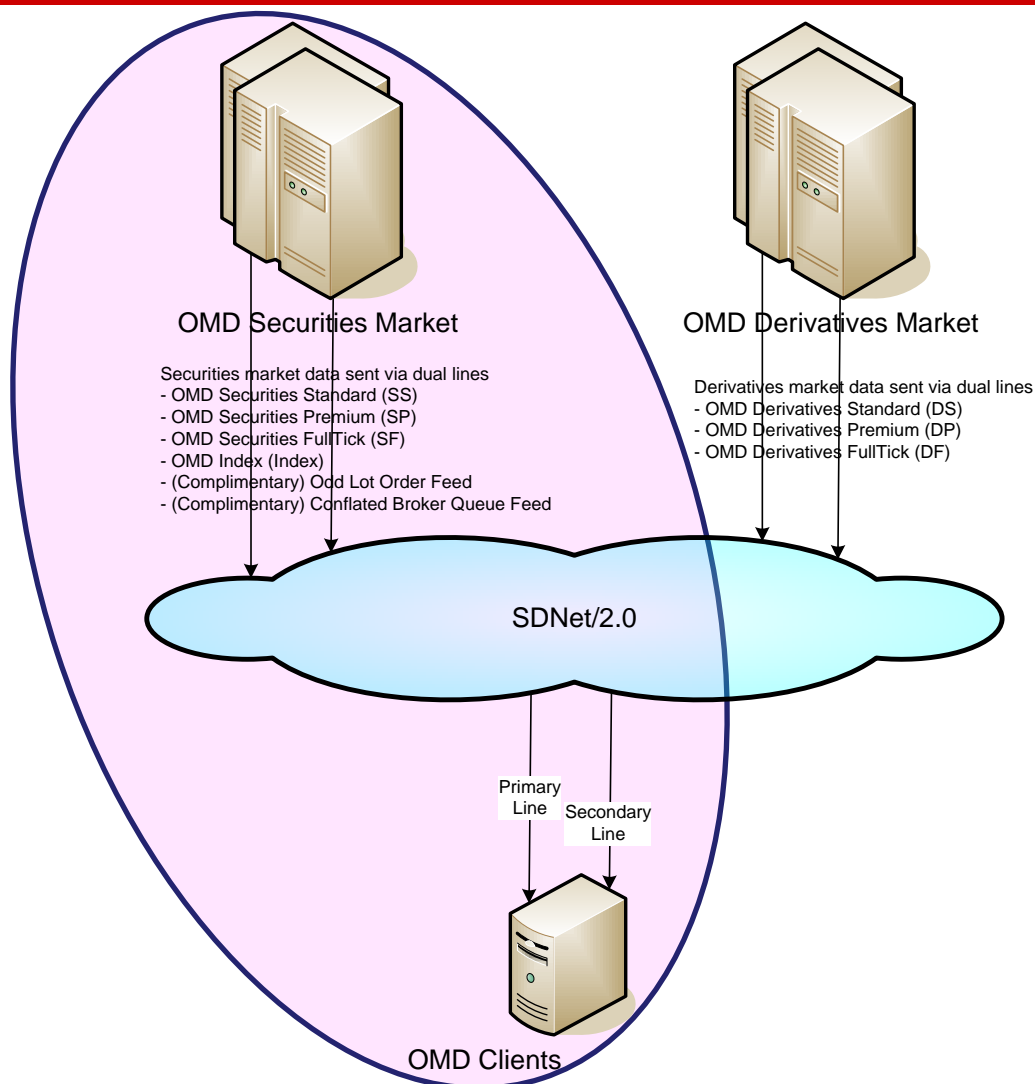 OMD Securities Market
Securities market data sent via dual lines
- OMD Securities Standard (SS)
- OMD Securities Premium (SP)
- OMD Securities FullTick (SF)
- OMD Index (Index)
- (Complimentary) Odd Lot Order Feed
- (Complimentary) Conflated Broker Queue Feed
OMD Derivatives Market
Derivatives market data sent via dual lines
- OMD Derivatives Standard (DS)
- OMD Derivatives Premium (DP)
- OMD Derivatives FullTick (DF)
SDNet/2.0
Primary
Line
Secondary
Line
OMD Clients